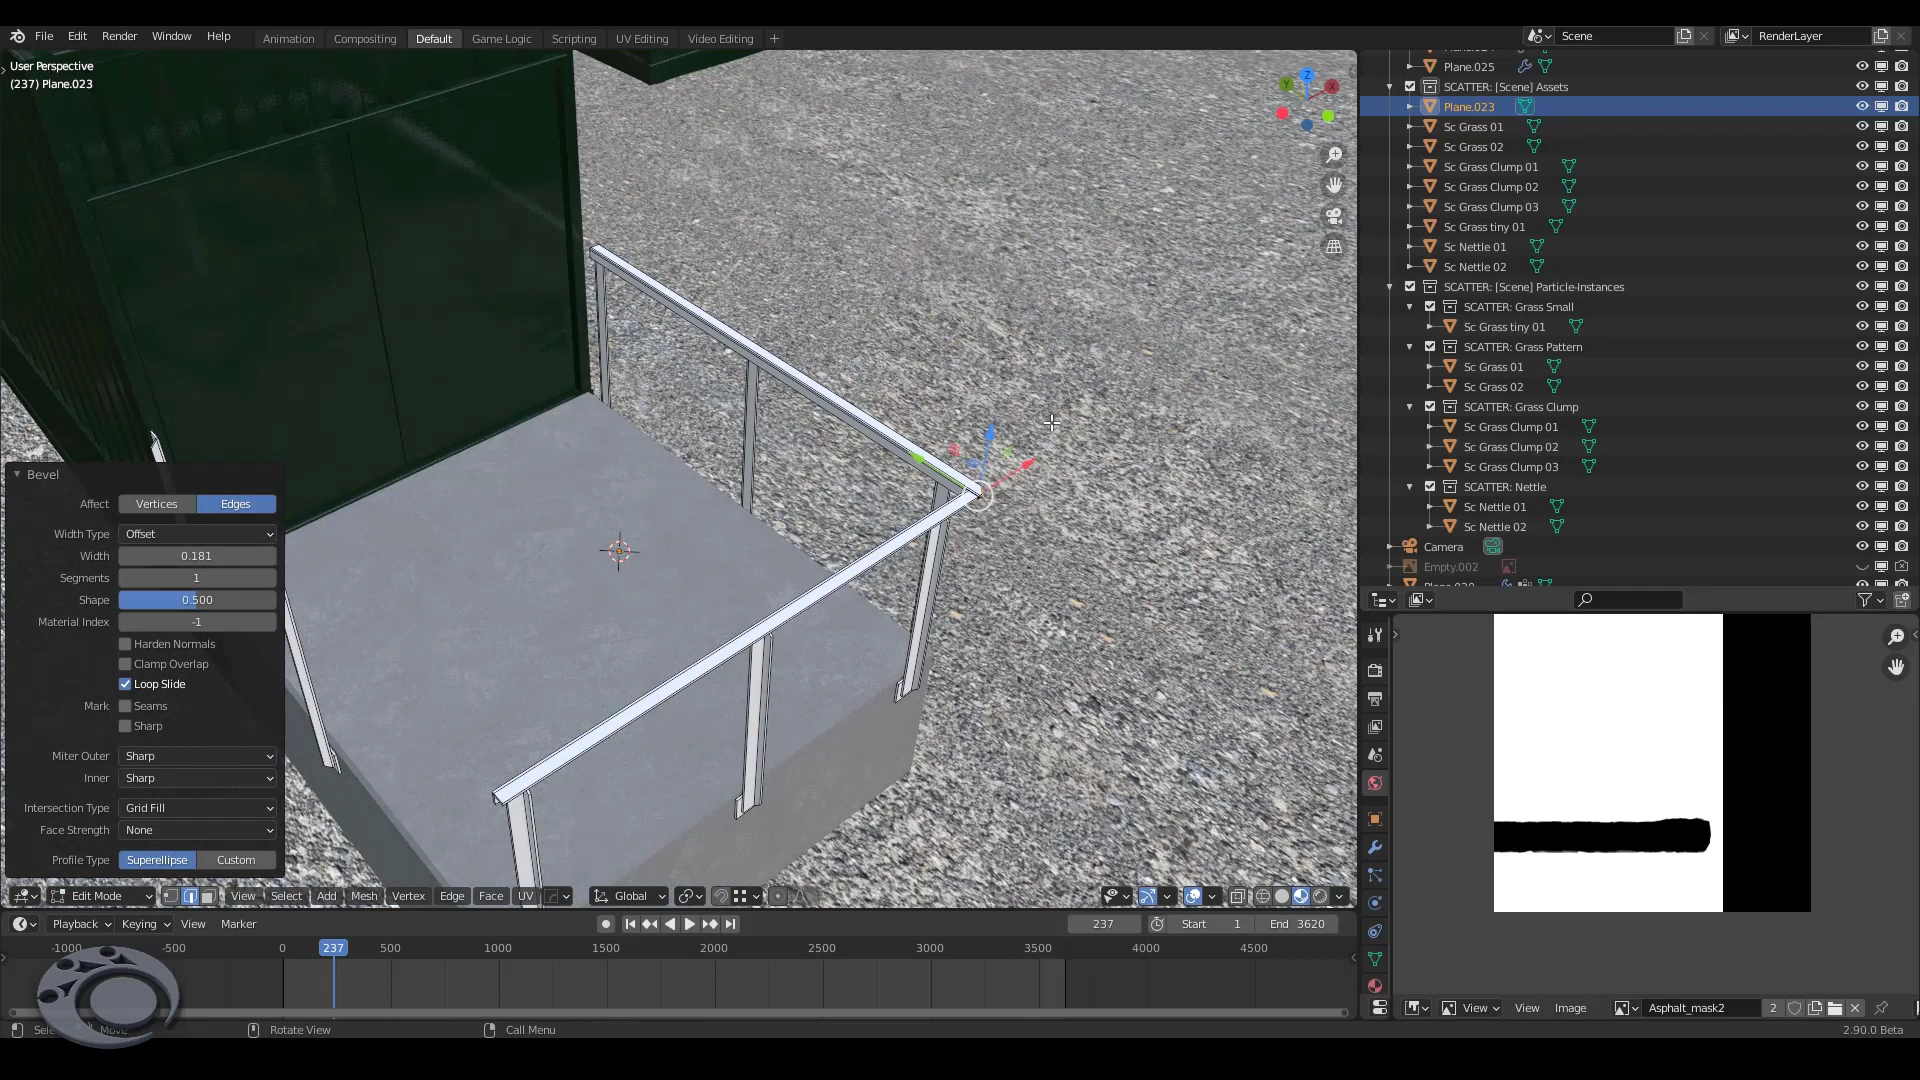 File Edit Render Window Help Animation Compositing Default Game Logic Scripting UV Editing Video Editing + Scene RenderLayer
User Perspective
(237) Plane.023
Plane.025
SCATTER: [Scene] Assets
Plane.023
Sc Grass 01
Sc Grass 02
Sc Grass Clump 01
Sc Grass Clump 02
Sc Grass Clump 03
Sc Grass tiny 01
Sc Nettle 01
Sc Nettle 02
SCATTER: [Scene] Particle-Instances
SCATTER: Grass Small
Sc Grass tiny 01
SCATTER: Grass Pattern
Sc Grass 01
Sc Grass 02
SCATTER: Grass Clump
Sc Grass Clump 01
Sc Grass Clump 02
Sc Grass Clump 03
SCATTER: Nettle
Sc Nettle 01
Sc Nettle 02
Camera
Empty.002
Z
Y
X
Bevel
Affect Vertices Edges
Width Type Offset
Width 0.181
Segments 1
Shape 0.500
Material Index -1
Harden Normals
Clamp Overlap
Loop Slide
Mark Seams
Sharp
Miter Outer Sharp
Inner Sharp
Intersection Type Grid Fill
Face Strength None
Profile Type Superellipse Custom
Edit Mode View Select Add Mesh Vertex Edge Face UV Global
Playback Keying View Marker 237 Start 1 End 3620
-1000 -500 0 237 500 1000 1500 2000 2500 3000 3500 4000 4500
View View Image Asphalt_mask2 2
Move Rotate View Call Menu 2.90.0 Beta